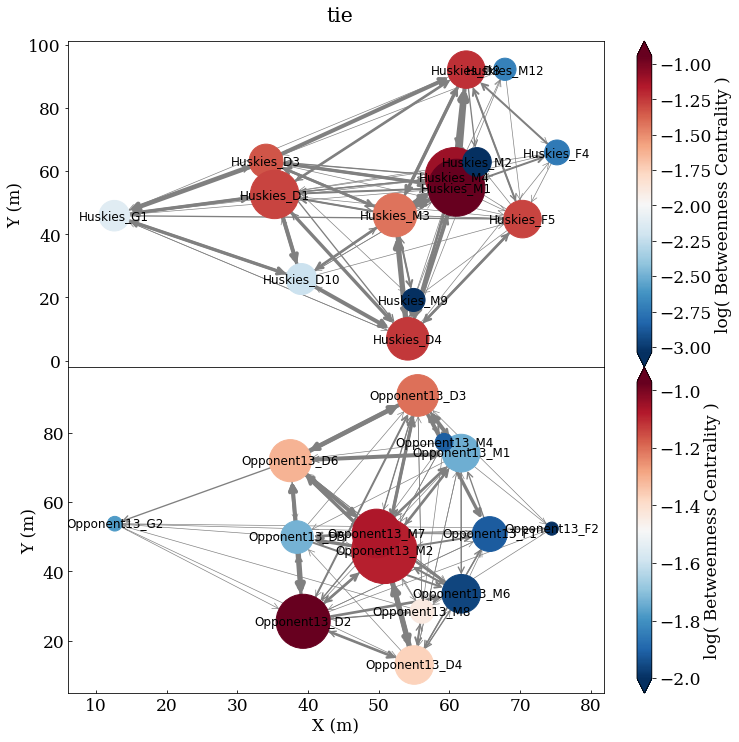 tie
100
80
60
40
20
0
Y (m)
Huskies_D8
Huskies_M12
Huskies_D3
Huskies_F4
Huskies_M2
Huskies_M4
Huskies_M1
Huskies_D1
Huskies_G1
Huskies_M3
Huskies_F5
Huskies_D10
Huskies_M9
Huskies_D4
−1.00
−1.25
−1.50
−1.75
−2.00
−2.25
−2.50
−2.75
−3.00
log( Betweenness Centrality )
80
60
40
20
Y (m)
Opponent13_D3
Opponent13_M4
Opponent13_M1
Opponent13_D6
Opponent13_G2
Opponent13_F2
Opponent13_M7
Opponent13_F1
Opponent13_M2
Opponent13_M6
Opponent13_M8
Opponent13_D2
Opponent13_D4
10
20
30
40
50
60
70
80
X (m)
−1.0
−1.2
−1.4
−1.6
−1.8
−2.0
log( Betweenness Centrality )